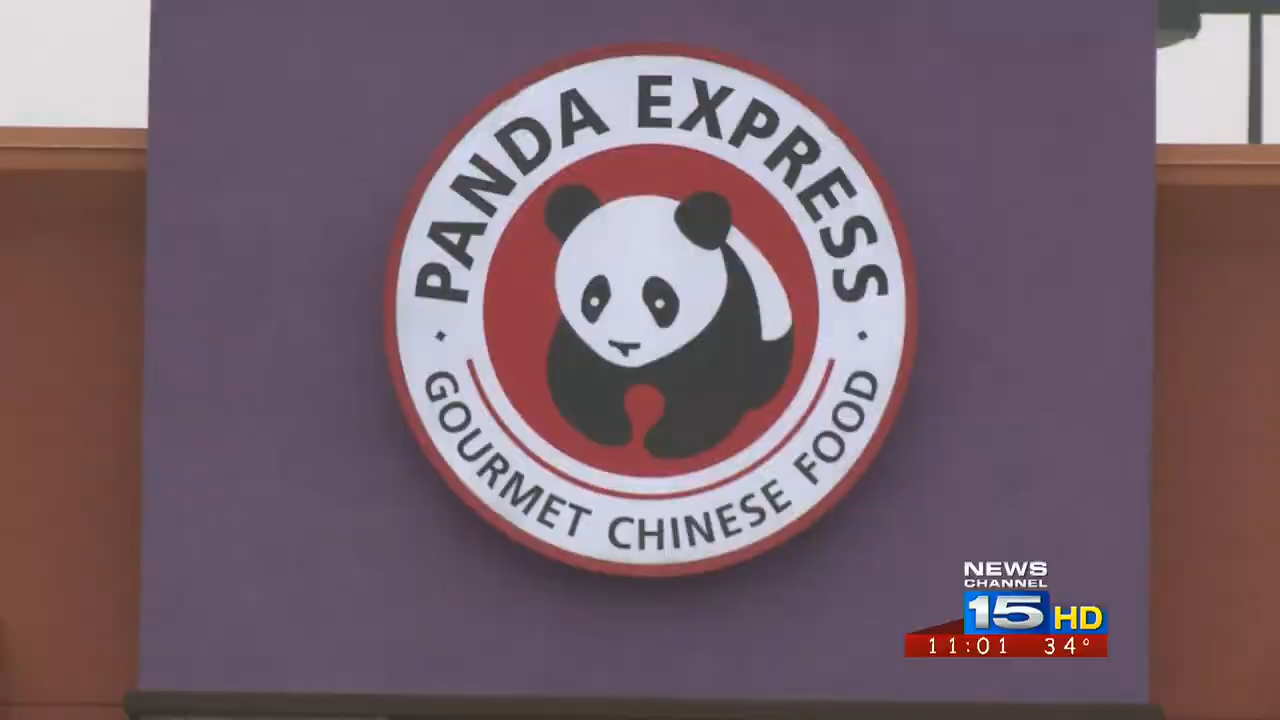 PANDA EXPRESS
· GOURMET CHINESE FOOD ·
NEWS
CHANNEL
15 HD
11:01 34°